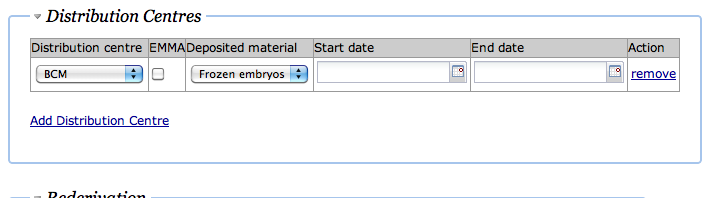 Distribution Centres
Distribution centre EMMA Deposited material Start date End date Action
BCM Frozen embryos remove
Add Distribution Centre
Rederivation